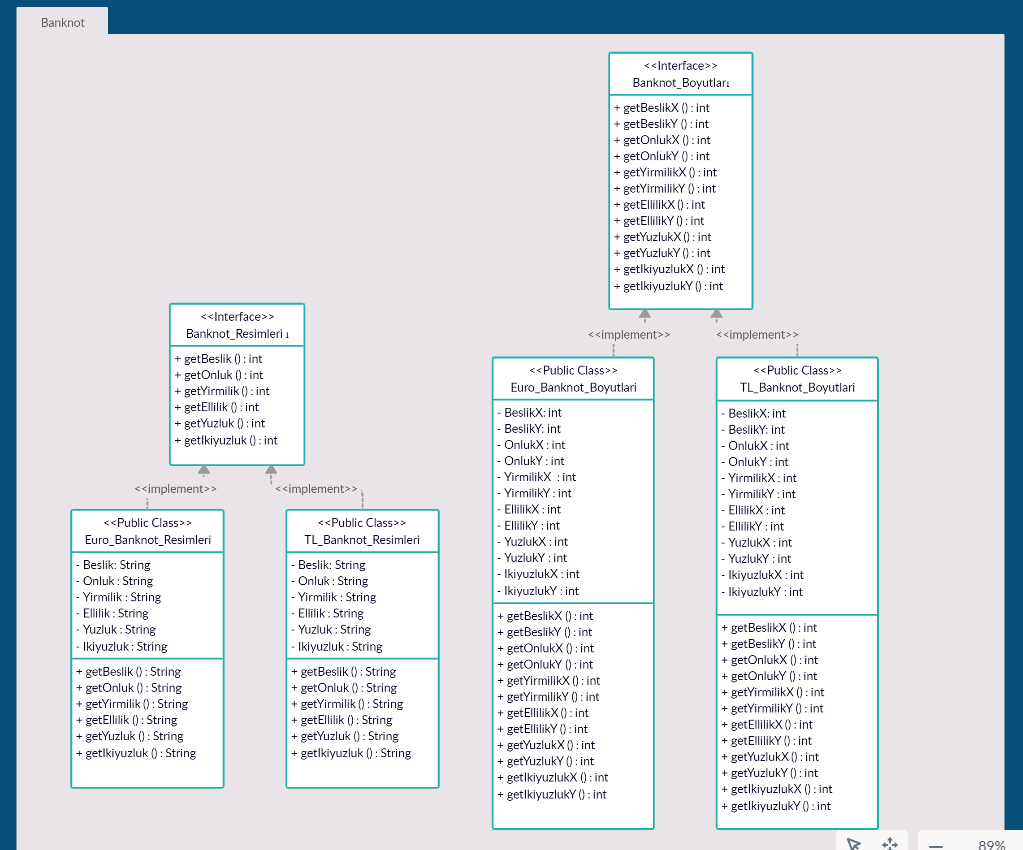 Banknot
<<Interface>>
Banknot_Boyutları
+ getBeslikX () : int
+ getBeslikY () : int
+ getOnlukX () : int
+ getOnlukY () : int
+ getYirmilikX () : int
+ getYirmilikY () : int
+ getEllilikX () : int
+ getEllilikY () : int
+ getYuzlukX () : int
+ getYuzlukY () : int
+ getIkiyuzlukX () : int
+ getIkiyuzlukY () : int
<<Interface>>
Banknot_Resimleri ı
+ getBeslik () : int
+ getOnluk () : int
+ getYirmilik () : int
+ getEllilik () : int
+ getYuzluk () : int
+ getIkiyuzluk () : int
<<implement>>
<<implement>>
<<implement>>
<<implement>>
<<Public Class>>
Euro_Banknot_Resimleri
- Beslik: String
- Onluk : String
- Yirmilik : String
- Ellilik : String
- Yuzluk : String
- Ikiyuzluk : String
+ getBeslik () : String
+ getOnluk () : String
+ getYirmilik () : String
+ getEllilik () : String
+ getYuzluk () : String
+ getIkiyuzluk () : String
<<Public Class>>
TL_Banknot_Resimleri
- Beslik: String
- Onluk : String
- Yirmilik : String
- Ellilik : String
- Yuzluk : String
- Ikiyuzluk : String
+ getBeslik () : String
+ getOnluk () : String
+ getYirmilik () : String
+ getEllilik () : String
+ getYuzluk () : String
+ getIkiyuzluk () : String
<<Public Class>>
Euro_Banknot_Boyutlari
- BeslikX: int
- BeslikY: int
- OnlukX : int
- OnlukY : int
- YirmilikX : int
- YirmilikY : int
- EllilikX : int
- EllilikY : int
- YuzlukX : int
- YuzlukY : int
- IkiyuzlukX : int
- IkiyuzlukY : int
+ getBeslikX () : int
+ getBeslikY () : int
+ getOnlukX () : int
+ getOnlukY () : int
+ getYirmilikX () : int
+ getYirmilikY () : int
+ getEllilikX () : int
+ getEllilikY () : int
+ getYuzlukX () : int
+ getYuzlukY () : int
+ getIkiyuzlukX () : int
+ getIkiyuzlukY () : int
<<Public Class>>
TL_Banknot_Boyutlari
- BeslikX: int
- BeslikY: int
- OnlukX : int
- OnlukY : int
- YirmilikX : int
- YirmilikY : int
- EllilikX : int
- EllilikY : int
- YuzlukX : int
- YuzlukY : int
- IkiyuzlukX : int
- IkiyuzlukY : int
+ getBeslikX () : int
+ getBeslikY () : int
+ getOnlukX () : int
+ getOnlukY () : int
+ getYirmilikX () : int
+ getYirmilikY () : int
+ getEllilikX () : int
+ getEllilikY () : int
+ getYuzlukX () : int
+ getYuzlukY () : int
+ getIkiyuzlukX () : int
+ getIkiyuzlukY () : int
89%